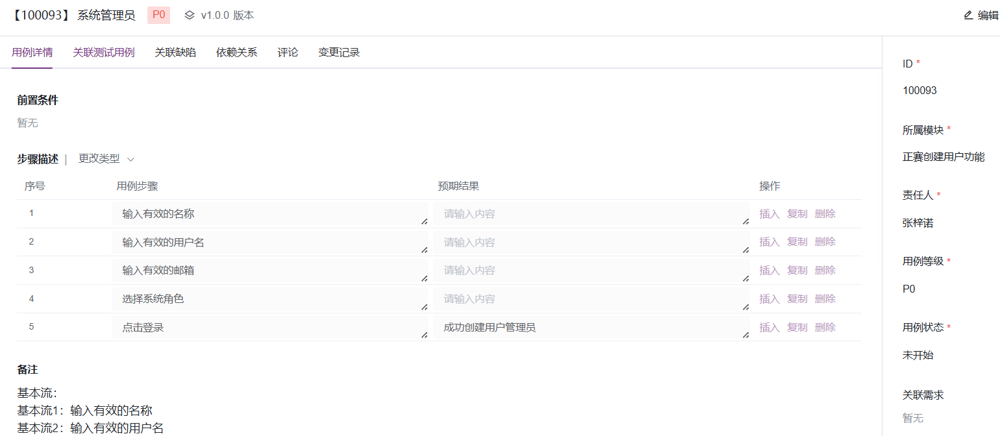 【100093】 系统管理员 P0 v1.0.0 版本 编辑
用例详情 关联测试用例 关联缺陷 依赖关系 评论 变更记录
前置条件
暂无
步骤描述 | 更改类型
序号 用例步骤 预期结果 操作
1 输入有效的名称 请输入内容 插入 复制 删除
2 输入有效的用户名 请输入内容 插入 复制 删除
3 输入有效的邮箱 请输入内容 插入 复制 删除
4 选择系统角色 请输入内容 插入 复制 删除
5 点击登录 成功创建用户管理员 插入 复制 删除
备注
基本流：
基本流1：输入有效的名称
基本流2：输入有效的用户名
ID *
100093
所属模块 *
正赛创建用户功能
责任人 *
张梓诺
用例等级 *
P0
用例状态 *
未开始
关联需求
暂无